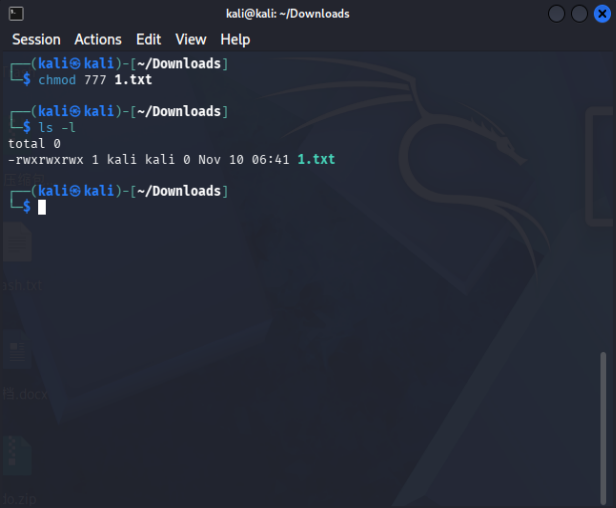 kali@kali: ~/Downloads
Session Actions Edit View Help
┌──(kali㉿kali)-[~/Downloads]
└─$ chmod 777 1.txt
┌──(kali㉿kali)-[~/Downloads]
└─$ ls -l
total 0
-rwxrwxrwx 1 kali kali 0 Nov 10 06:41 1.txt
┌──(kali㉿kali)-[~/Downloads]
└─$